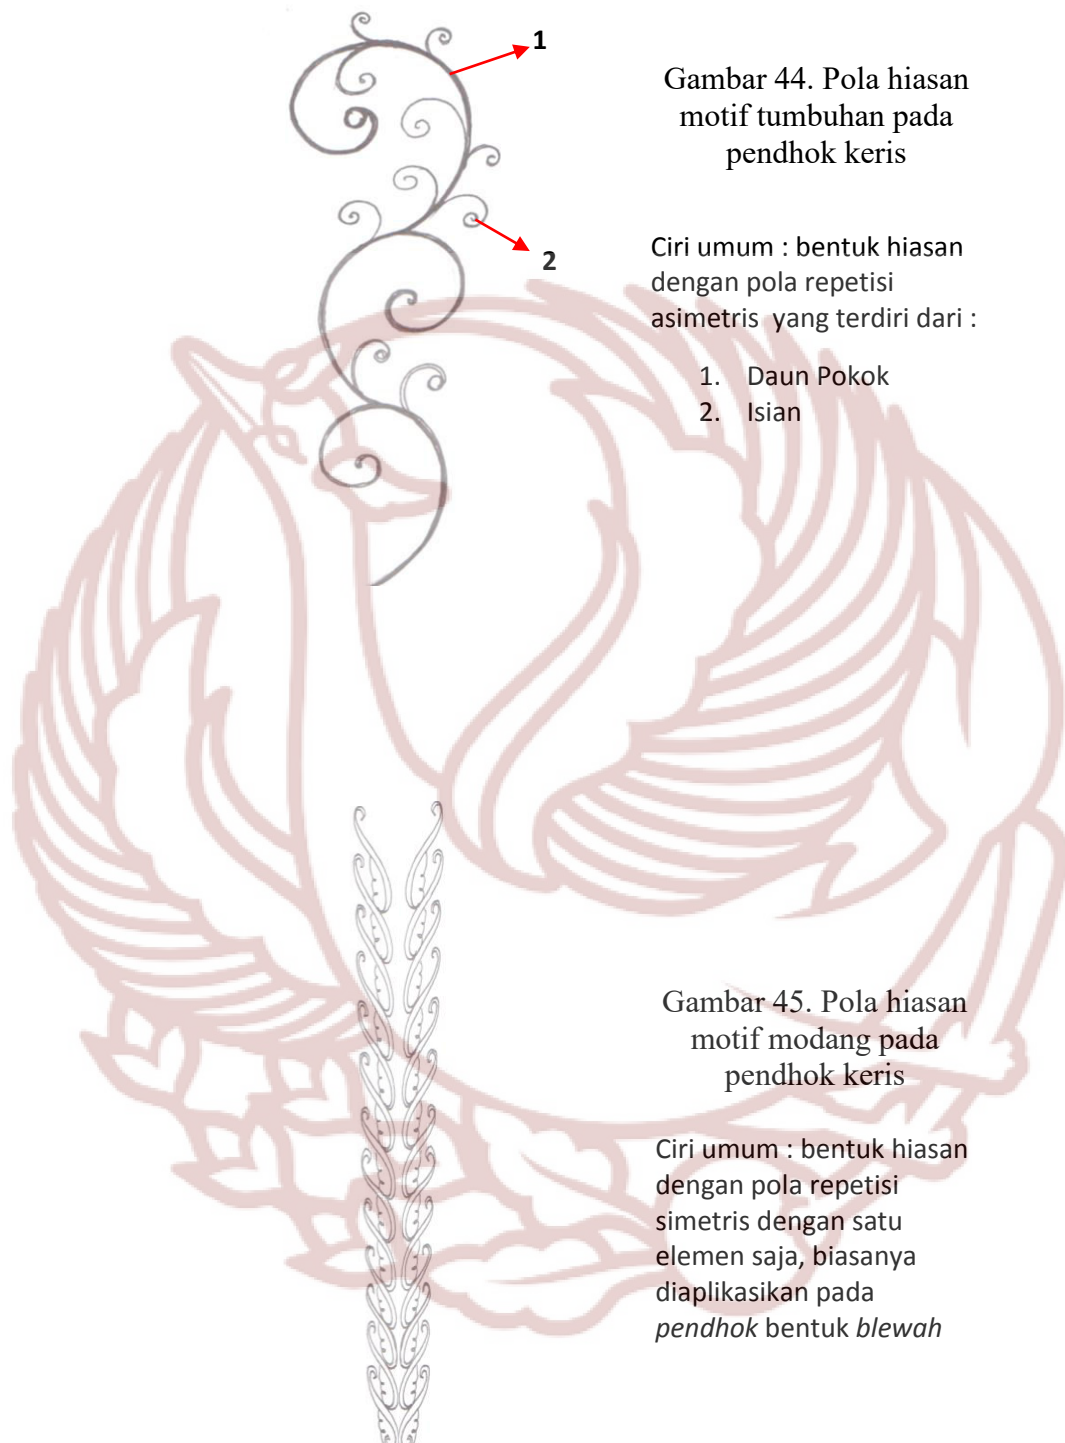 1
Gambar 44. Pola hiasan
motif tumbuhan pada
pendhok keris
2
Ciri umum : bentuk hiasan
dengan pola repetisi
asimetris yang terdiri dari :
1. Daun Pokok
2. Isian
Gambar 45. Pola hiasan
motif modang pada
pendhok keris
Ciri umum : bentuk hiasan
dengan pola repetisi
simetris dengan satu
elemen saja, biasanya
diaplikasikan pada
pendhok bentuk blewah